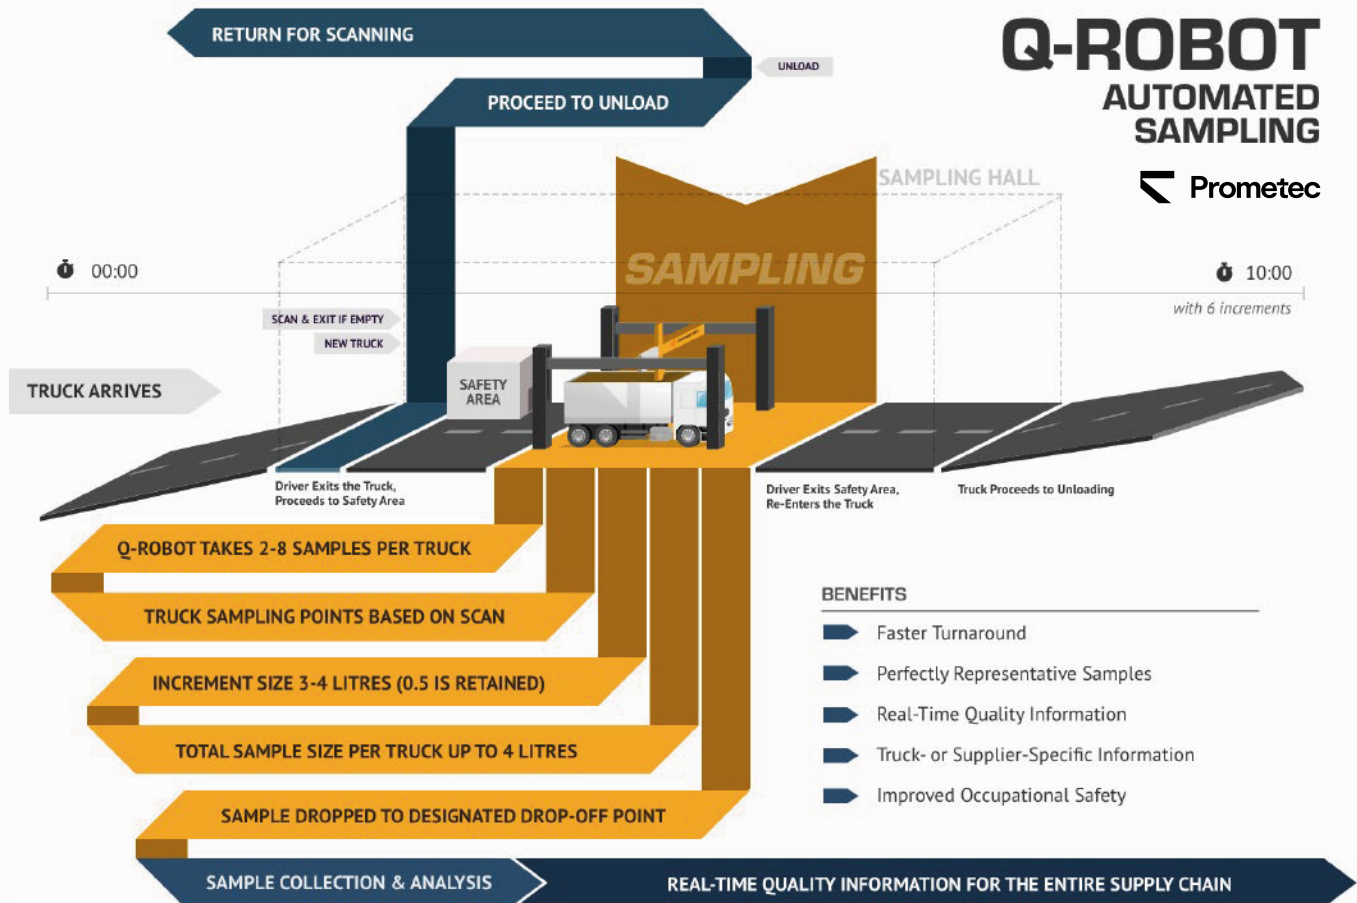 RETURN FOR SCANNING
UNLOAD
PROCEED TO UNLOAD
Q-ROBOT
AUTOMATED
SAMPLING
Prometec
SAMPLING HALL
SAMPLING
00:00
10:00
with 6 increments
SCAN & EXIT IF EMPTY
NEW TRUCK
TRUCK ARRIVES
SAFETY
AREA
Driver Exits the Truck,
Proceeds to Safety Area
Driver Exits Safety Area,
Re-Enters the Truck
Truck Proceeds to Unloading
Q-ROBOT TAKES 2-8 SAMPLES PER TRUCK
TRUCK SAMPLING POINTS BASED ON SCAN
INCREMENT SIZE 3-4 LITRES (0.5 IS RETAINED)
TOTAL SAMPLE SIZE PER TRUCK UP TO 4 LITRES
SAMPLE DROPPED TO DESIGNATED DROP-OFF POINT
BENEFITS
Faster Turnaround
Perfectly Representative Samples
Real-Time Quality Information
Truck- or Supplier-Specific Information
Improved Occupational Safety
SAMPLE COLLECTION & ANALYSIS
REAL-TIME QUALITY INFORMATION FOR THE ENTIRE SUPPLY CHAIN